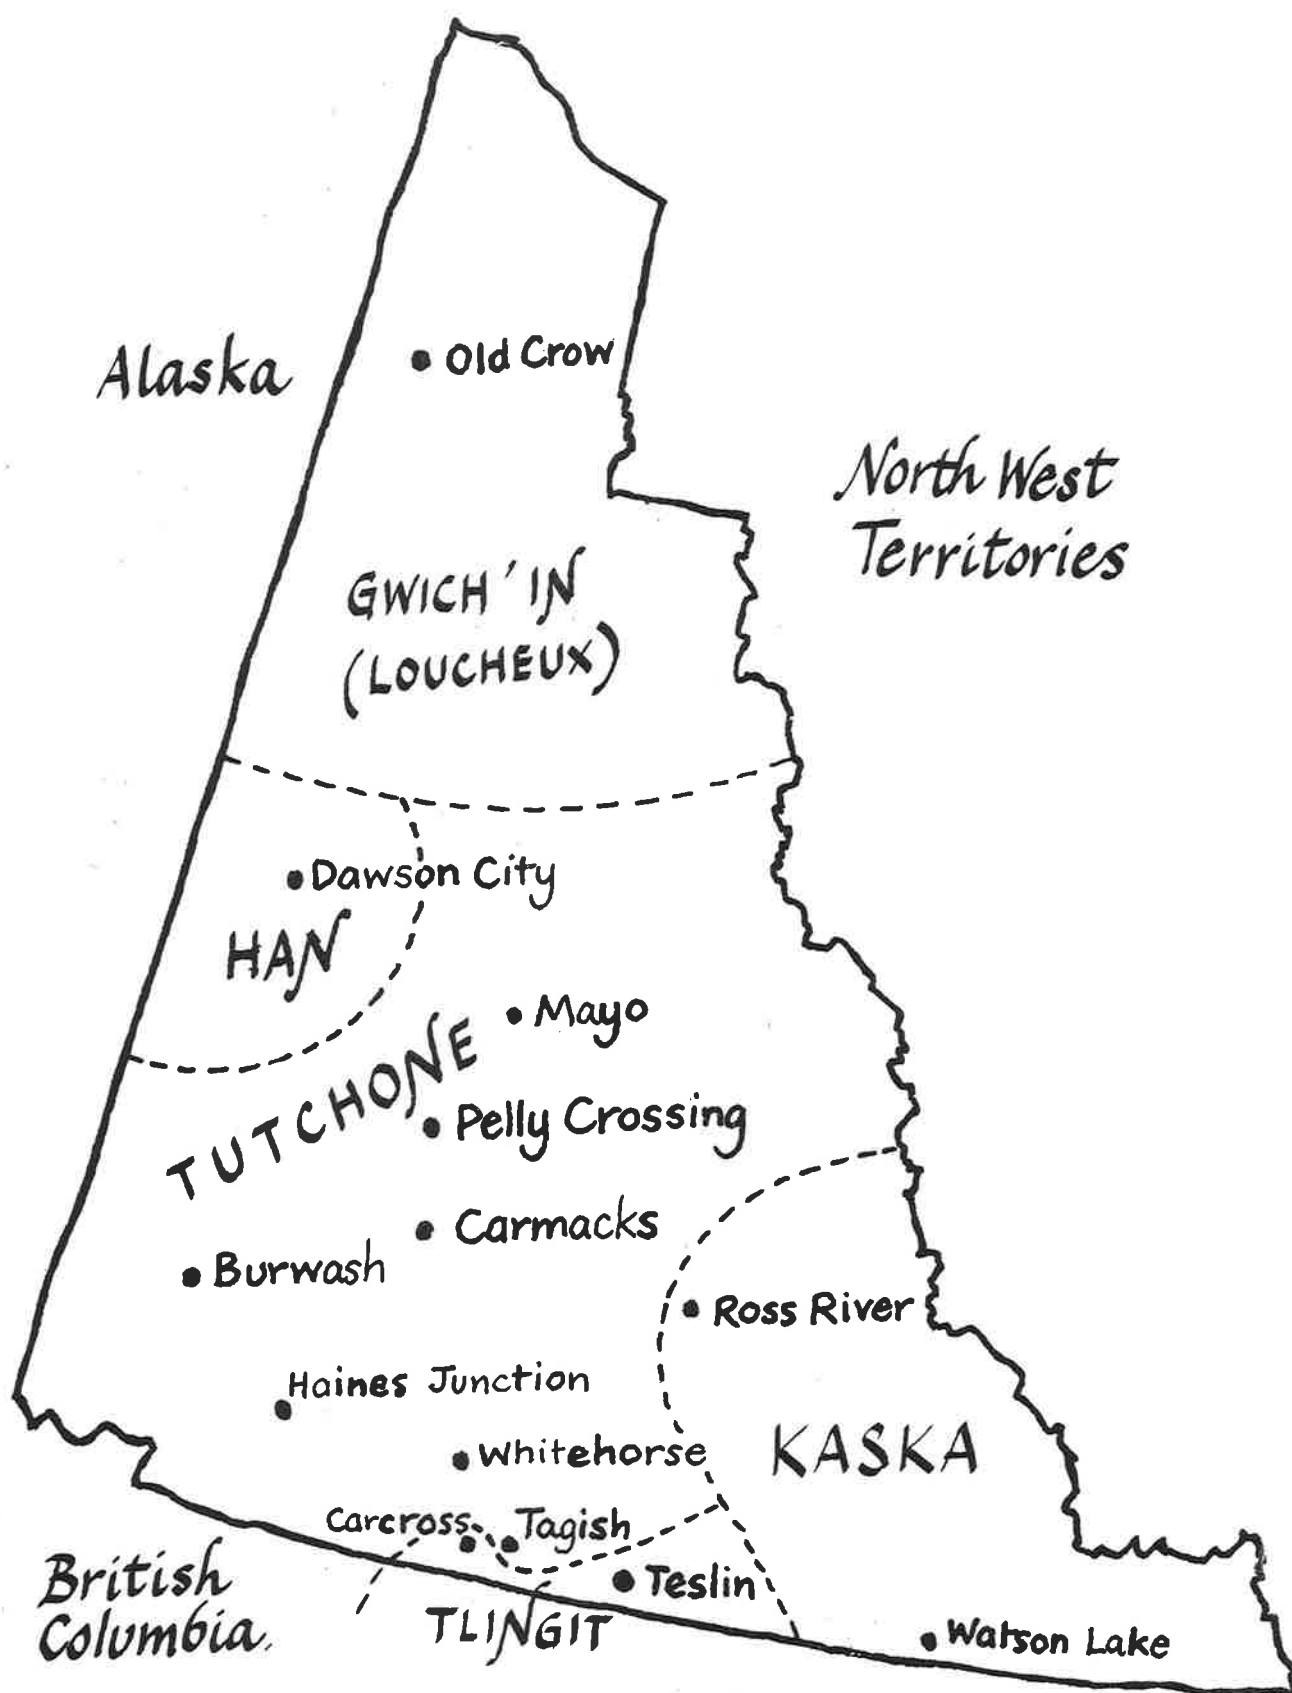 Old Crow
Alaska
North West
Territories
GWICH'IN
(LOUCHEUX)
Dawson City
HAN
Mayo
TUTCHONE
Pelly Crossing
Carmacks
Burwash
Ross River
Haines Junction
KASKA
Whitehorse
Carcross
Tagish
British
Columbia.
Teslin
TLINGIT
Watson Lake